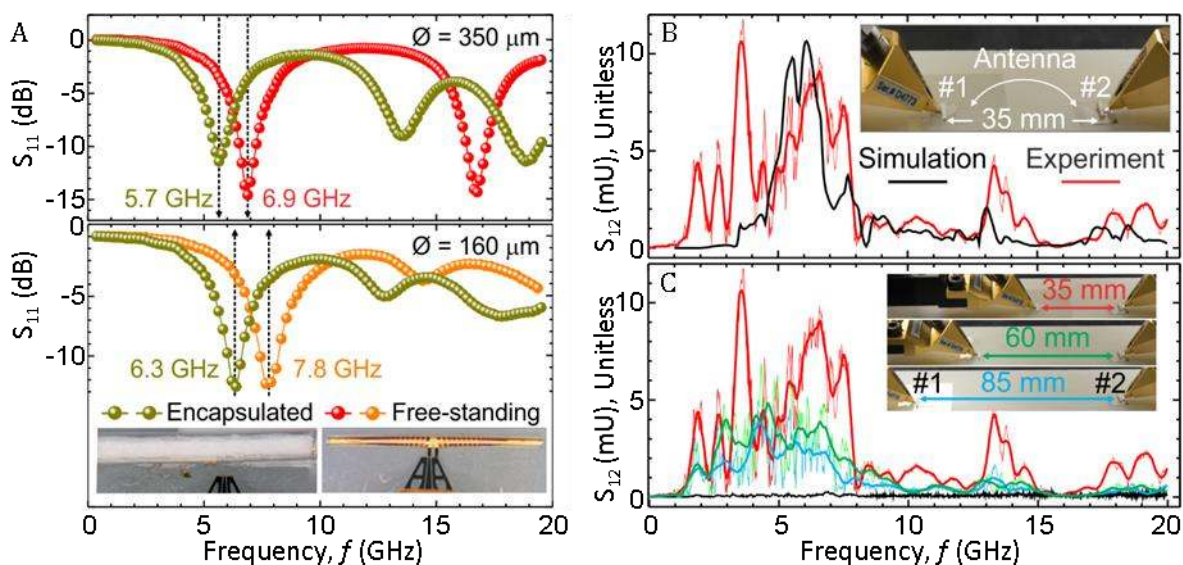 A
0
-5
-10
-15
S11 (dB)
Ø = 350 μm
5.7 GHz
6.9 GHz
0
-5
-10
S11 (dB)
Ø = 160 μm
6.3 GHz
7.8 GHz
Encapsulated
Free-standing
0 5 10 15 20
Frequency, f (GHz)
B
10
5
0
S12 (mU), Unitless
Antenna
#1
#2
35 mm
Simulation
Experiment
C
10
5
0
S12 (mU), Unitless
35 mm
60 mm
#1
85 mm
#2
0 5 10 15 20
Frequency, f (GHz)